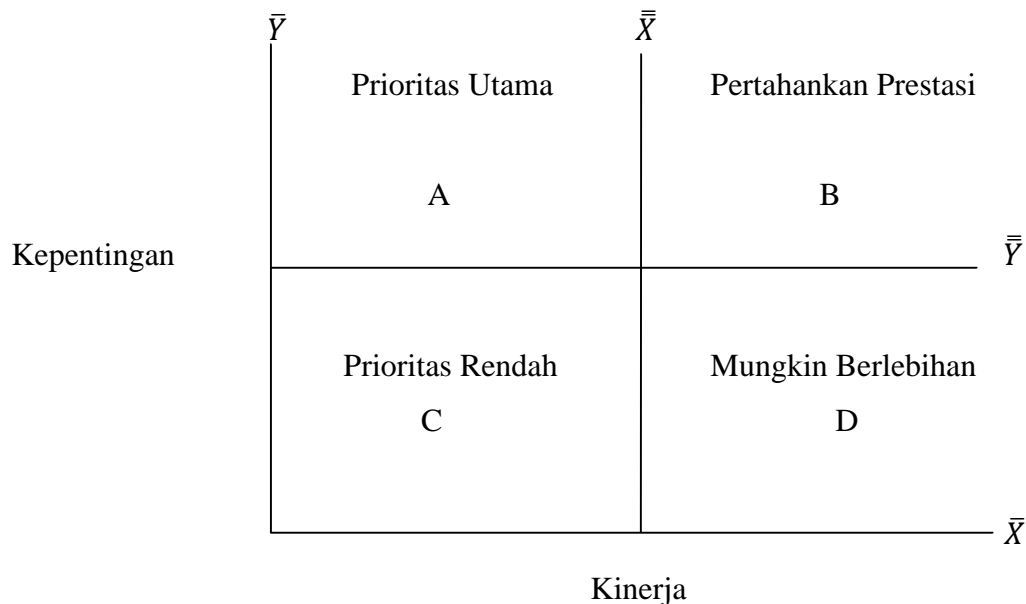 Y̅ X̿̅
Prioritas Utama Pertahankan Prestasi
A B
Kepentingan Y̿̅
Prioritas Rendah Mungkin Berlebihan
C D
X̅
Kinerja